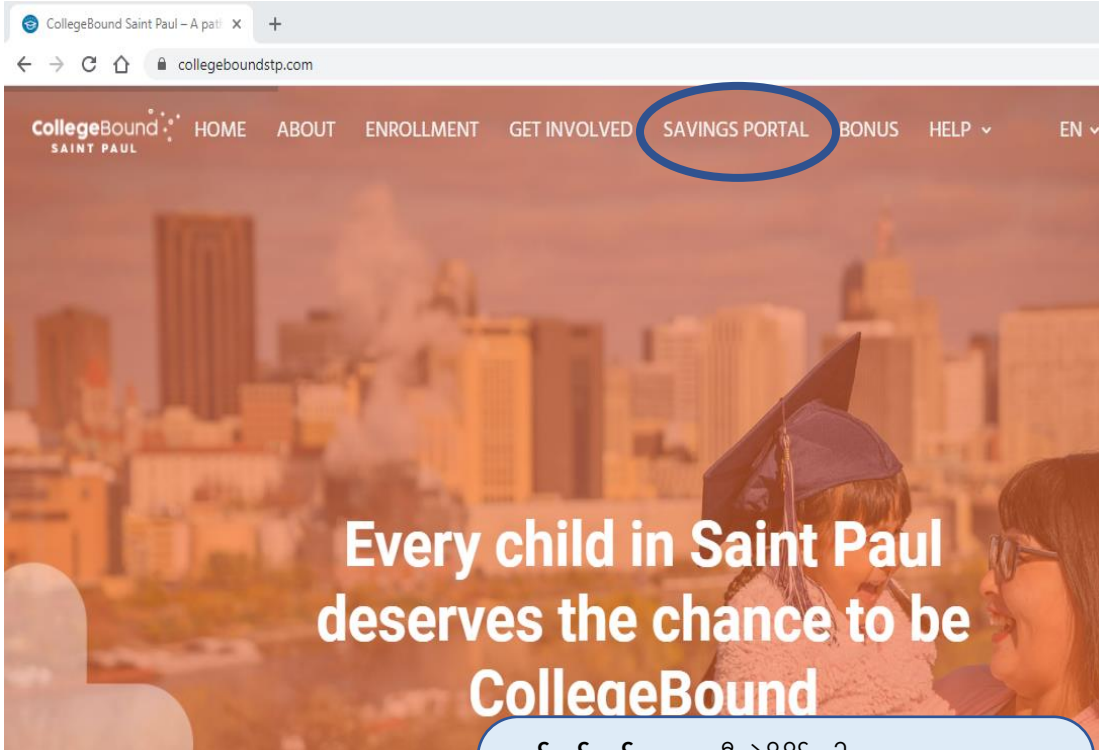 CollegeBound Saint Paul – A pat
collegeboundstp.com
CollegeBound
SAINT PAUL
HOME ABOUT ENROLLMENT GET INVOLVED SAVINGS PORTAL BONUS HELP EN
Every child in Saint Paul
deserves the chance to be
CollegeBound